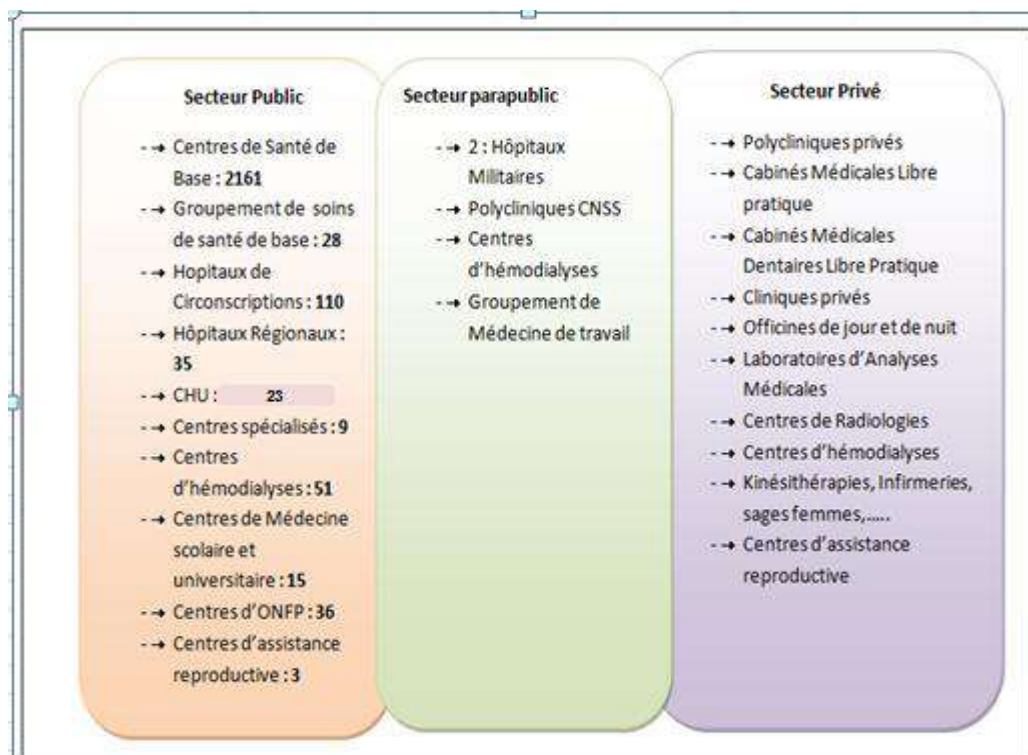 Secteur Public
--→ Centres de Santé de
Base : 2161
--→ Groupement de soins
de santé de base : 28
--→ Hopitaux de
Circonscriptions : 110
--→ Hôpitaux Régionaux :
35
--→ CHU : 23
--→ Centres spécialisés : 9
--→ Centres
d'hémodialyses : 51
--→ Centres de Médecine
scolaire et
universitaire : 15
--→ Centres d'ONFP : 36
--→ Centres d'assistance
reproductive : 3
Secteur parapublic
--→ 2 : Hôpitaux
Militaires
--→ Polycliniques CNSS
--→ Centres
d'hémodialyses
--→ Groupement de
Médecine de travail
Secteur Privé
--→ Polycliniques privés
--→ Cabinés Médicales Libre
pratique
--→ Cabinés Médicales
Dentaires Libre Pratique
--→ Cliniques privés
--→ Officines de jour et de nuit
--→ Laboratoires d'Analyses
Médicales
--→ Centres de Radiologies
--→ Centres d'hémodialyses
--→ Kinésithérapies, Infirmeries,
sages femmes,.....
--→ Centres d'assistance
reproductive